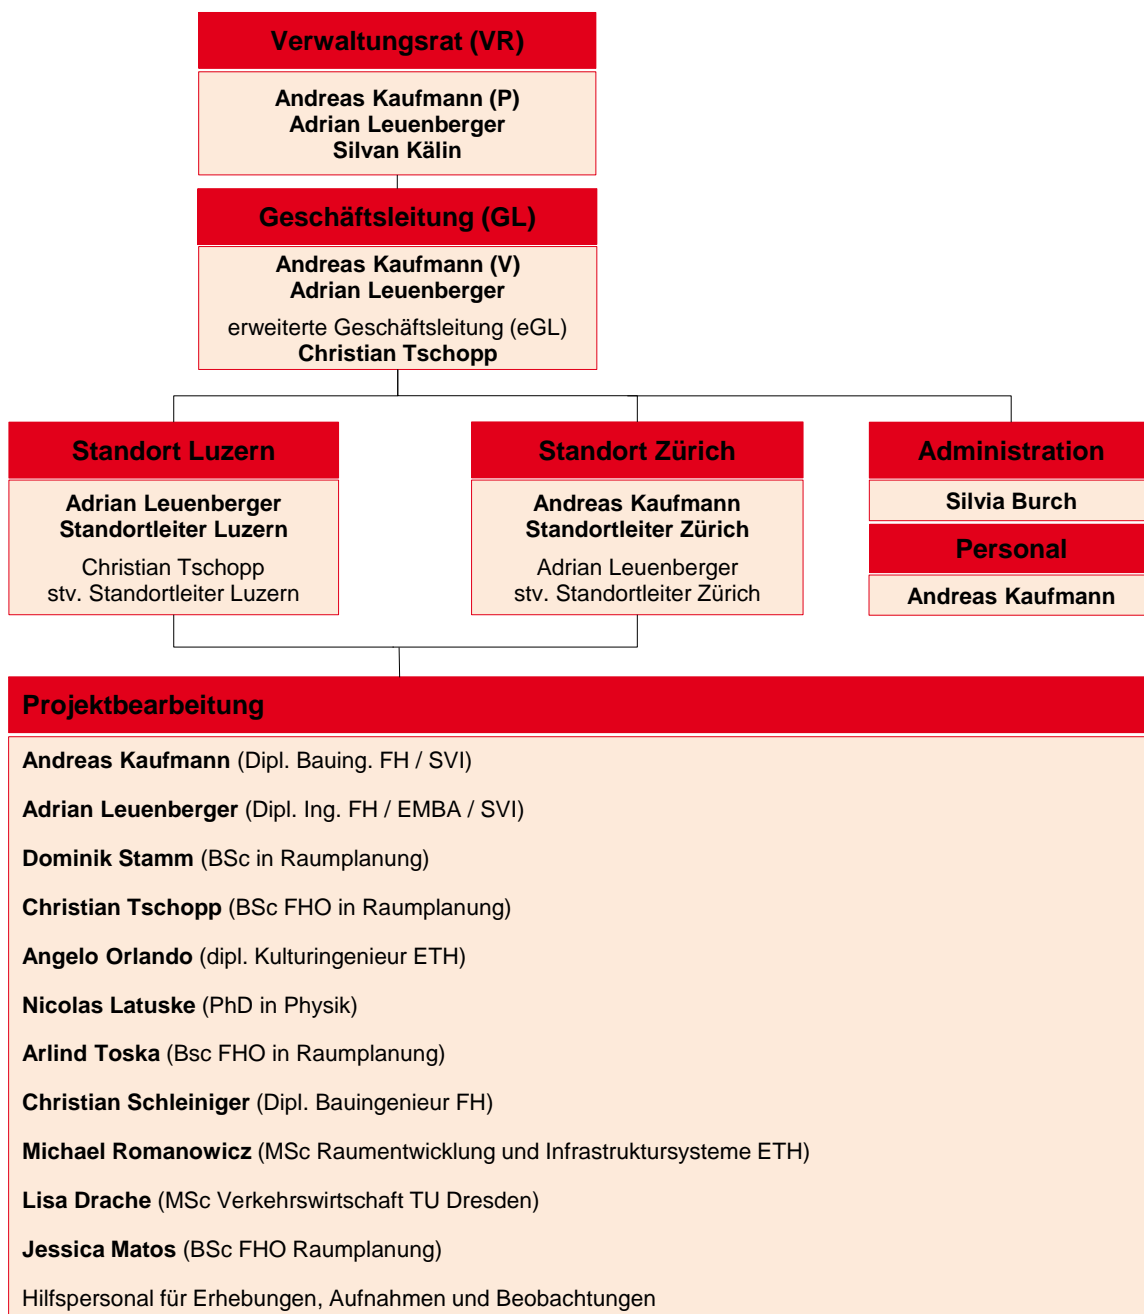 Verwaltungsrat (VR)
Andreas Kaufmann (P)
Adrian Leuenberger
Silvan Kälin
Geschäftsleitung (GL)
Andreas Kaufmann (V)
Adrian Leuenberger
erweiterte Geschäftsleitung (eGL)
Christian Tschopp
Standort Luzern
Adrian Leuenberger
Standortleiter Luzern
Christian Tschopp
stv. Standortleiter Luzern
Standort Zürich
Andreas Kaufmann
Standortleiter Zürich
Adrian Leuenberger
stv. Standortleiter Zürich
Administration
Silvia Burch
Personal
Andreas Kaufmann
Projektbearbeitung
Andreas Kaufmann (Dipl. Bauing. FH / SVI)
Adrian Leuenberger (Dipl. Ing. FH / EMBA / SVI)
Dominik Stamm (BSc in Raumplanung)
Christian Tschopp (BSc FHO in Raumplanung)
Angelo Orlando (dipl. Kulturingenieur ETH)
Nicolas Latuske (PhD in Physik)
Arlind Toska (Bsc FHO in Raumplanung)
Christian Schleiniger (Dipl. Bauingenieur FH)
Michael Romanowicz (MSc Raumentwicklung und Infrastruktursysteme ETH)
Lisa Drache (MSc Verkehrswirtschaft TU Dresden)
Jessica Matos (BSc FHO Raumplanung)
Hilfspersonal für Erhebungen, Aufnahmen und Beobachtungen